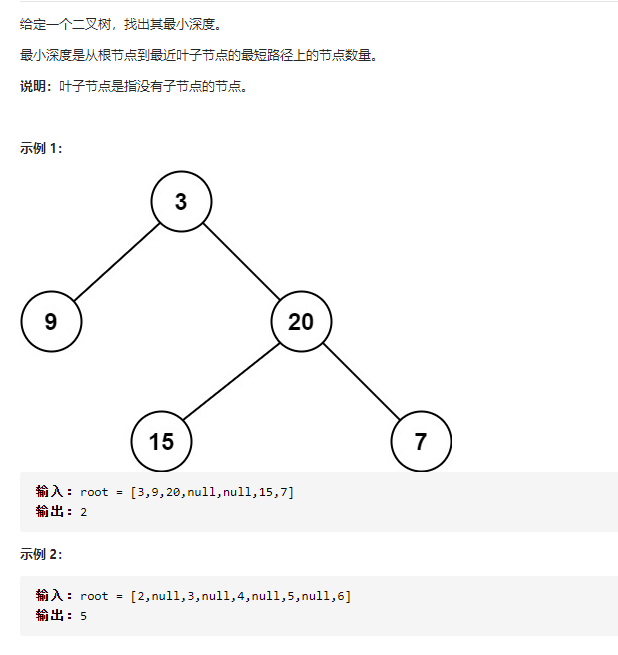 给定一个二叉树，找出其最小深度。
最小深度是从根节点到最近叶子节点的最短路径上的节点数量。
说明：叶子节点是指没有子节点的节点。
示例 1：
3
9
20
15
7
输入：root = [3,9,20,null,null,15,7]
输出：2
示例 2：
输入：root = [2,null,3,null,4,null,5,null,6]
输出：5